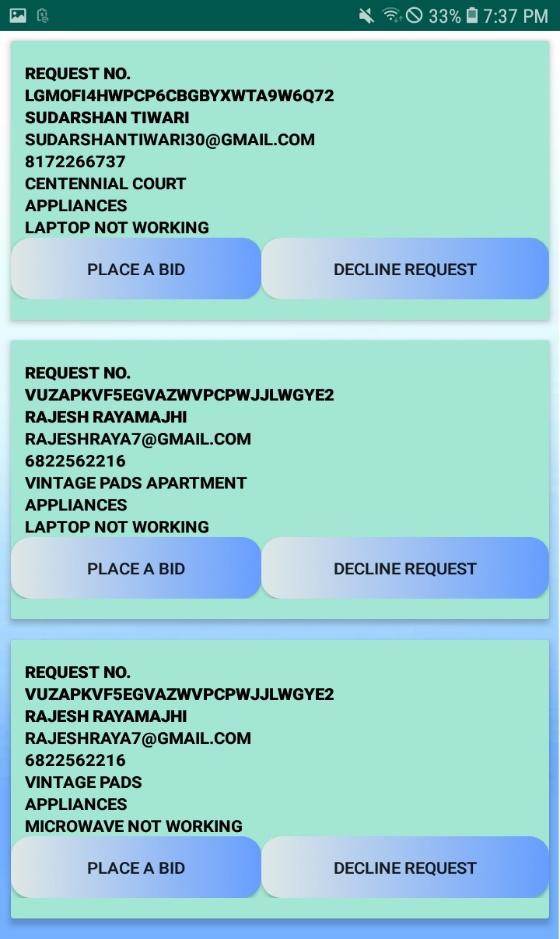 33% 7:37 PM
REQUEST NO.
LGMOFI4HWPCP6CBGBYXWTA9W6Q72
SUDARSHAN TIWARI
SUDARSHANTIWARI30@GMAIL.COM
8172266737
CENTENNIAL COURT
APPLIANCES
LAPTOP NOT WORKING
PLACE A BID DECLINE REQUEST
REQUEST NO.
VUZAPKVF5EGVAZWVPCPWJJLWGYE2
RAJESH RAYAMAJHI
RAJESHRAYA7@GMAIL.COM
6822562216
VINTAGE PADS APARTMENT
APPLIANCES
LAPTOP NOT WORKING
PLACE A BID DECLINE REQUEST
REQUEST NO.
VUZAPKVF5EGVAZWVPCPWJJLWGYE2
RAJESH RAYAMAJHI
RAJESHRAYA7@GMAIL.COM
6822562216
VINTAGE PADS
APPLIANCES
MICROWAVE NOT WORKING
PLACE A BID DECLINE REQUEST